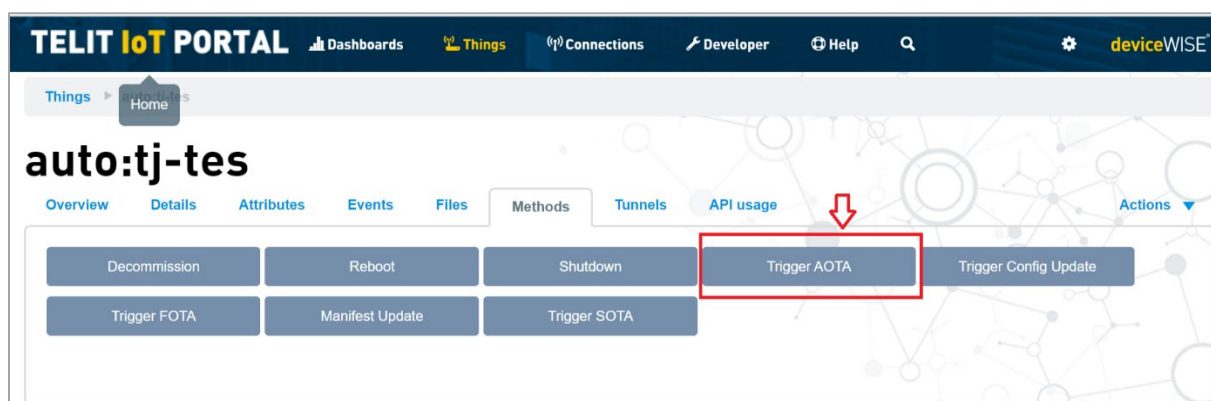 TELIT IoT PORTAL Dashboards Things Connections Developer Help deviceWISE®
Things
Home
auto:tj-tes
Overview Details Attributes Events Files Methods Tunnels API usage Actions
Decommission Reboot Shutdown Trigger AOTA Trigger Config Update
Trigger FOTA Manifest Update Trigger SOTA